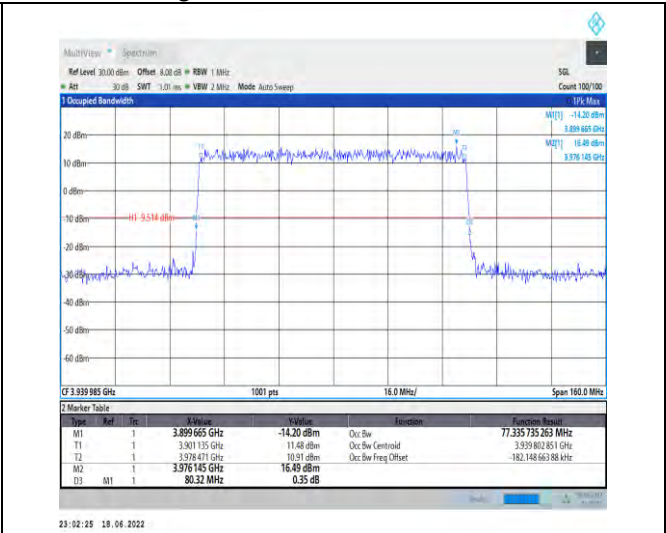 MultiView Spectrum
Ref Level 30.00 dBm Offset 8.08 dB RBW 1 MHz SGL
Att 30 dB SWT 1.01 ms VBW 2 MHz Mode Auto Sweep Count 100/100
1 Occupied Bandwidth 1Pk Max
M1[1] -14.20 dBm
3.899 665 GHz
M2[1] 16.49 dBm
3.976 145 GHz
20 dBm
10 dBm
0 dBm
-10 dBm
-30 dBm
-40 dBm
-50 dBm
-60 dBm
CF 3.939 985 GHz 1001 pts 16.0 MHz/ Span 160.0 MHz
2 Marker Table
Type Ref Trc X-Value Y-Value Function Function Result
M1 1 3.899 665 GHz -14.20 dBm Occ Bw 77.335 735 263 MHz
T1 1 3.901 135 GHz 11.48 dBm Occ Bw Centroid 3.939 802 851 GHz
T2 1 3.978 471 GHz 10.91 dBm Occ Bw Freq Offset -182.148 663 88 kHz
M2 1 3.976 145 GHz 16.49 dBm
D3 M1 1 80.32 MHz 0.35 dB
23:02:25 18.06.2022